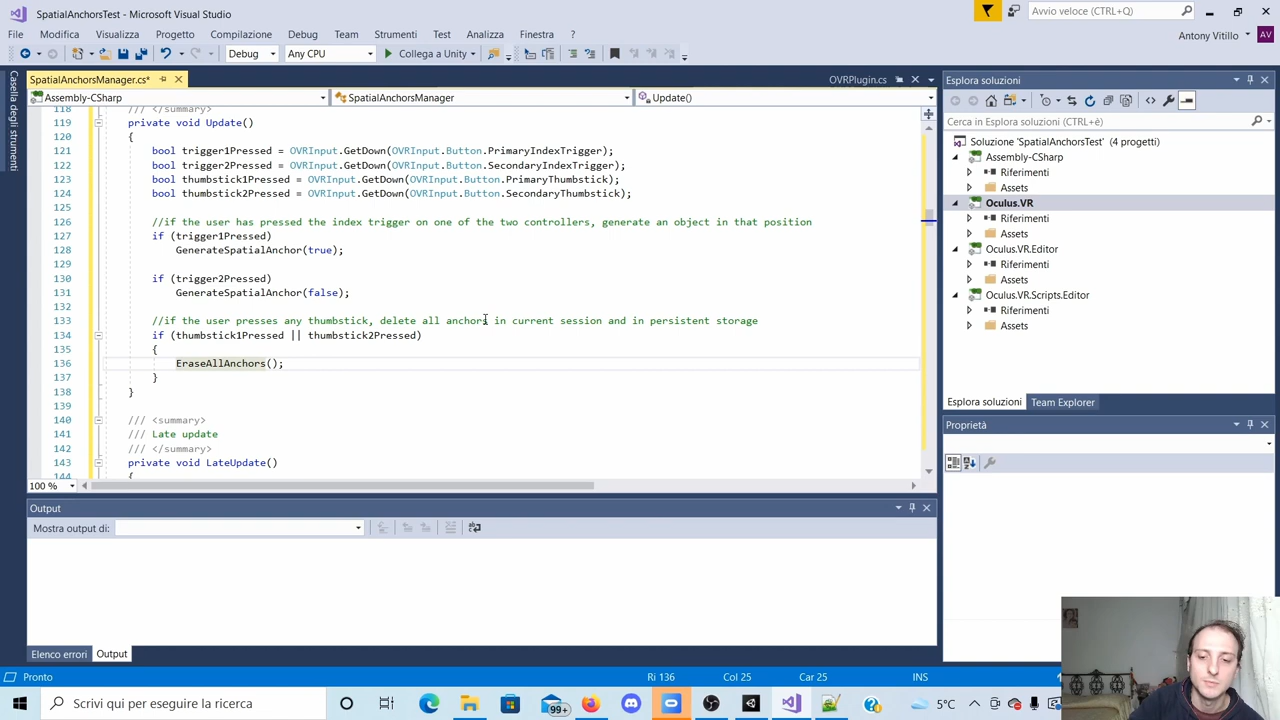 SpatialAnchorsTest - Microsoft Visual Studio
Avvio veloce (CTRL+Q)
File Modifica Visualizza Progetto Compilazione Debug Team Strumenti Test Analizza Finestra ?
Antony Vitillo AV
Debug Any CPU Collega a Unity
Casella degli strumenti
SpatialAnchorsManager.cs* OVRPlugin.cs
Assembly-CSharp SpatialAnchorsManager Update()
118 /// </summary>
119 private void Update()
120 {
121 bool trigger1Pressed = OVRInput.GetDown(OVRInput.Button.PrimaryIndexTrigger);
122 bool trigger2Pressed = OVRInput.GetDown(OVRInput.Button.SecondaryIndexTrigger);
123 bool thumbstick1Pressed = OVRInput.GetDown(OVRInput.Button.PrimaryThumbstick);
124 bool thumbstick2Pressed = OVRInput.GetDown(OVRInput.Button.SecondaryThumbstick);
125
126 //if the user has pressed the index trigger on one of the two controllers, generate an object in that position
127 if (trigger1Pressed)
128 GenerateSpatialAnchor(true);
129
130 if (trigger2Pressed)
131 GenerateSpatialAnchor(false);
132
133 //if the user presses any thumbstick, delete all anchors in current session and in persistent storage
134 if (thumbstick1Pressed || thumbstick2Pressed)
135 {
136 EraseAllAnchors();
137 }
138 }
139
140 /// <summary>
141 /// Late update
142 /// </summary>
143 private void LateUpdate()
144 {
100 %
Output
Mostra output di:
Elenco errori Output
Esplora soluzioni
Cerca in Esplora soluzioni (CTRL+è)
Soluzione 'SpatialAnchorsTest' (4 progetti)
Assembly-CSharp
Riferimenti
Assets
Oculus.VR
Riferimenti
Assets
Oculus.VR.Editor
Riferimenti
Assets
Oculus.VR.Scripts.Editor
Riferimenti
Assets
Esplora soluzioni Team Explorer
Proprietà
Pronto Ri 136 Col 25 Car 25 INS
Scrivi qui per eseguire la ricerca
99+
5°C